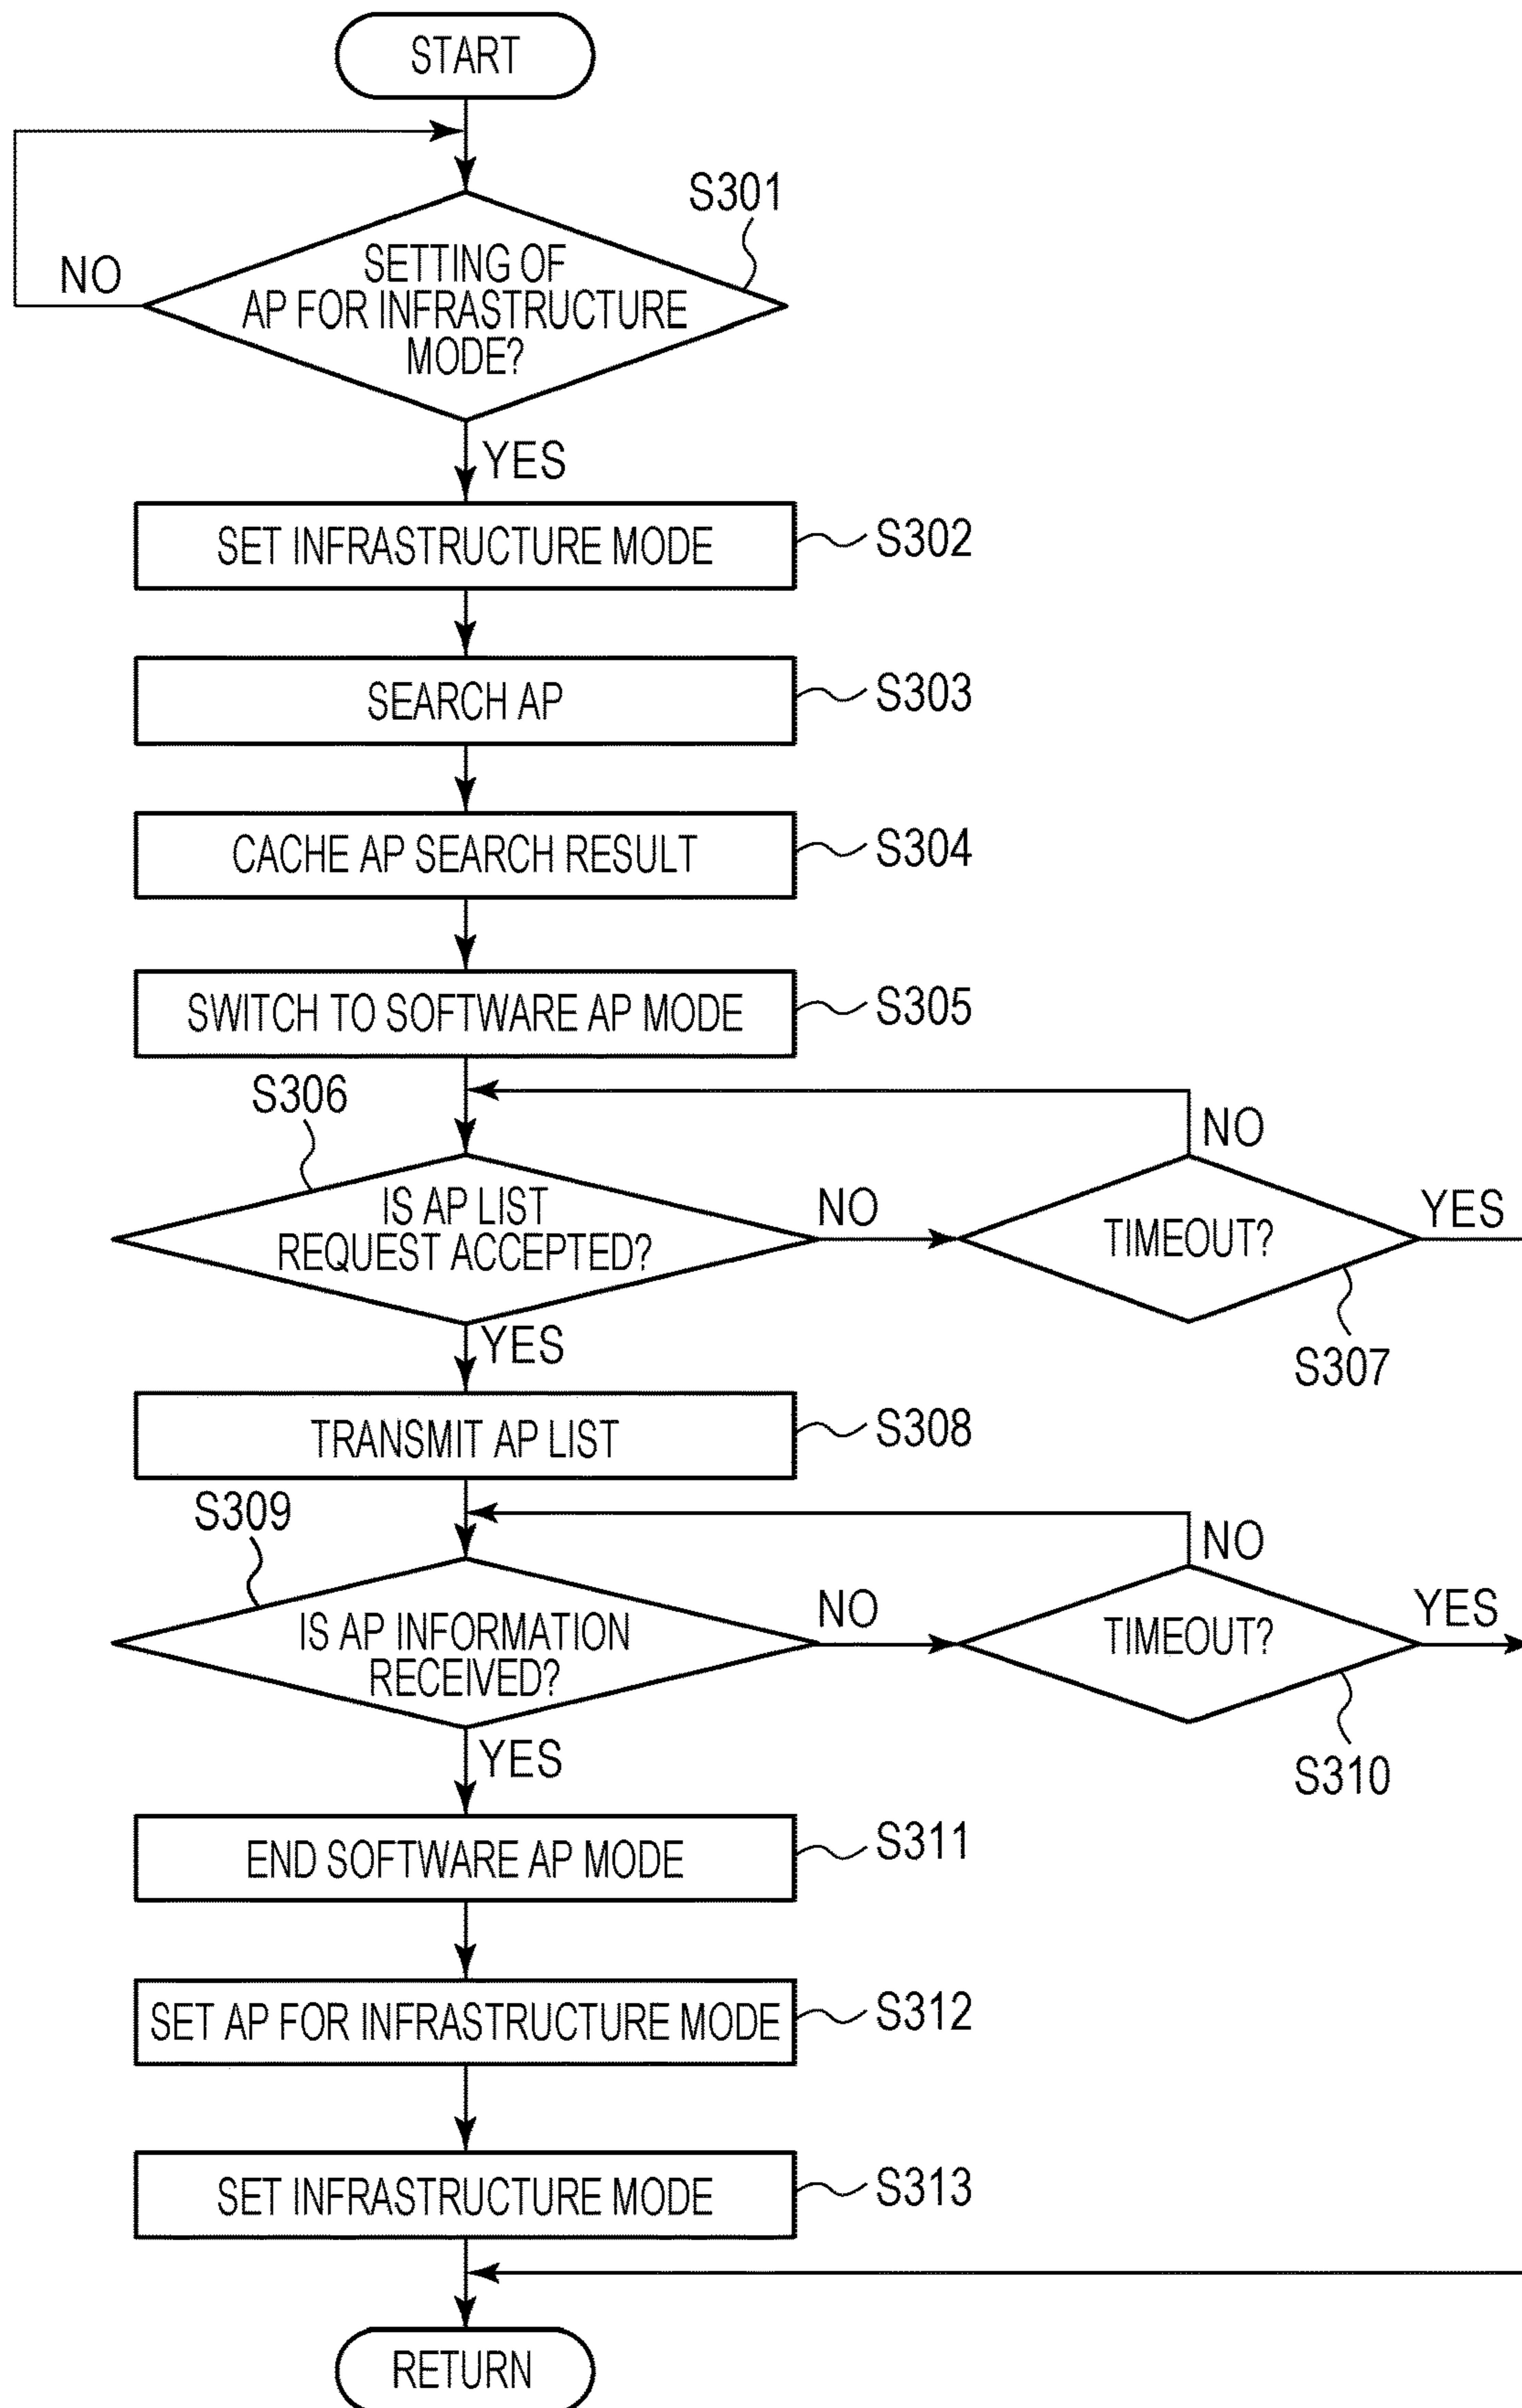 START
S301
NO
SETTING OF
AP FOR INFRASTRUCTURE
MODE?
YES
SET INFRASTRUCTURE MODE
S302
SEARCH AP
S303
CACHE AP SEARCH RESULT
S304
SWITCH TO SOFTWARE AP MODE
S305
S306
NO
IS AP LIST
REQUEST ACCEPTED?
NO
TIMEOUT?
YES
YES
S307
TRANSMIT AP LIST
S308
S309
NO
IS AP INFORMATION
RECEIVED?
NO
TIMEOUT?
YES
YES
S310
END SOFTWARE AP MODE
S311
SET AP FOR INFRASTRUCTURE MODE
S312
SET INFRASTRUCTURE MODE
S313
RETURN